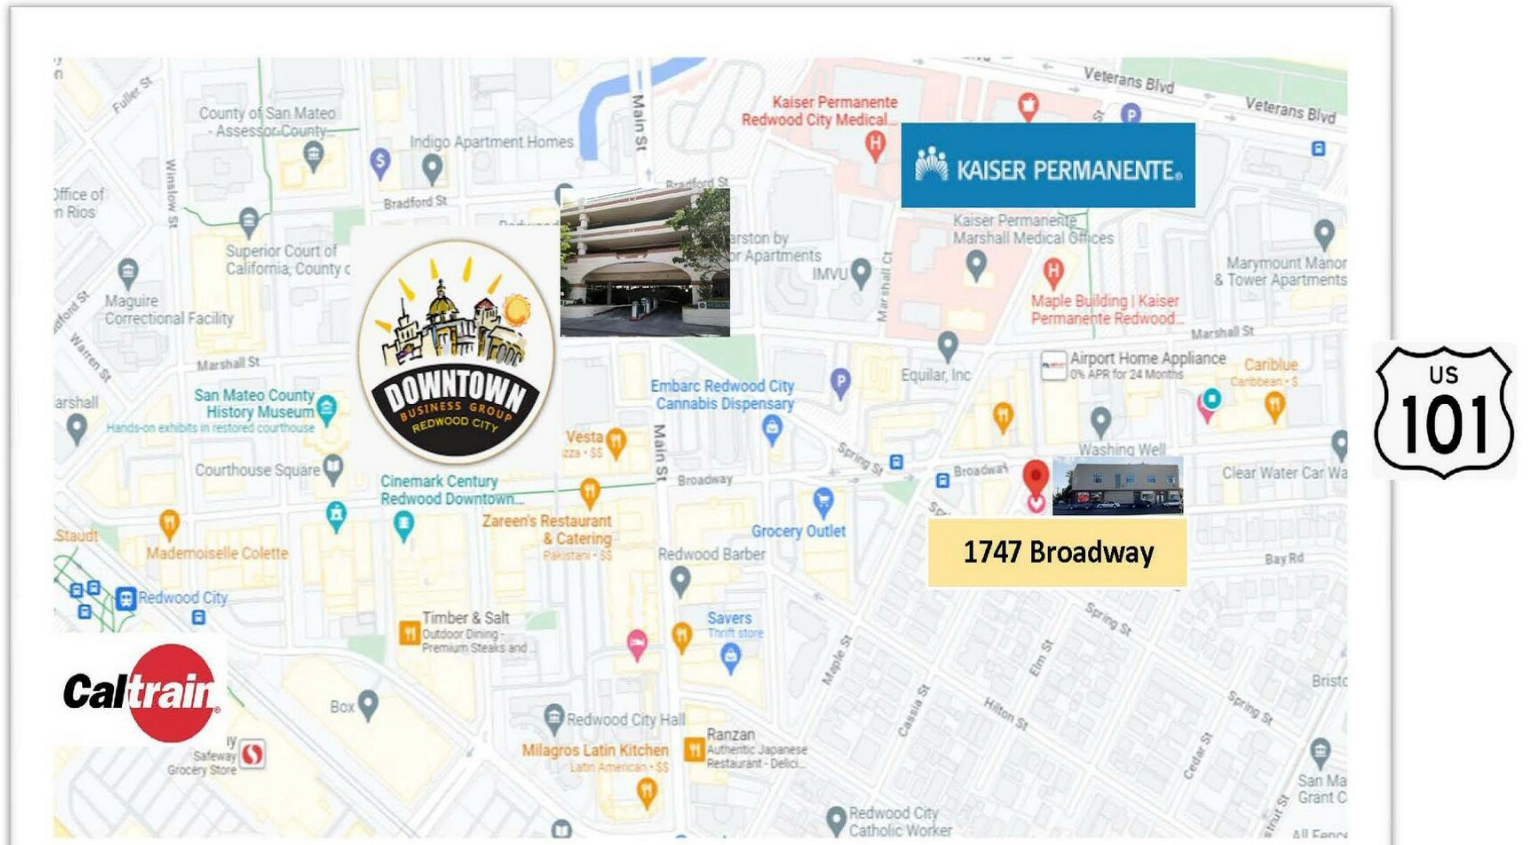 Fuller St
County of San Mateo
- Assessor-County...
Indigo Apartment Homes
Main St
Kaiser Permanente
Redwood City Medical...
Veterans Blvd
Veterans Blvd
St
P
H
$
KAISER PERMANENTE®
Winslow St
Office of
n Rios
Bradford St
Bradford St
Superior Court of
California, County
Maguire
Correctional Facility
Warren St
IMVU
Marshall Ct
Kaiser Permanente
Marshall Medical Offices
H
Maple Building | Kaiser
Permanente Redwood...
Marymount Manor
& Tower Apartments
Marshall St
Marshall St
DOWNTOWN
BUSINESS GROUP
REDWOOD CITY
San Mateo County
History Museum
Hands-on exhibits in restored courthouse
Courthouse Square
Embarc Redwood City
Cannabis Dispensary
P
Equilar, Inc
Airport Home Appliance
0% APR for 24 Months
Cariblue
Caribbean · $
US
101
Vesta
Main St
Spring St
Broadway
Broadway
Washing Well
Clear Water Car Wa
Cinemark Century
Redwood Downtown...
Zareen's Restaurant
& Catering
Pakistani · $$
Grocery Outlet
1747 Broadway
Bay Rd
Staudt
Mademoiselle Colette
Redwood Barber
Redwood City
Timber & Salt
Outdoor Dining -
Premium Steaks and ...
Savers
Thrift store
Maple St
Spring St
Elm St
Caltrain®
Box
Cassia St
Hilton St
Spring St
Cedar St
Bristo
Safeway
Grocery Store
Redwood City Hall
Milagros Latin Kitchen
Latin American · $$
Ranzan
Authentic Japanese
Restaurant - Delici...
San Ma
Grant C
Redwood City
Catholic Worker